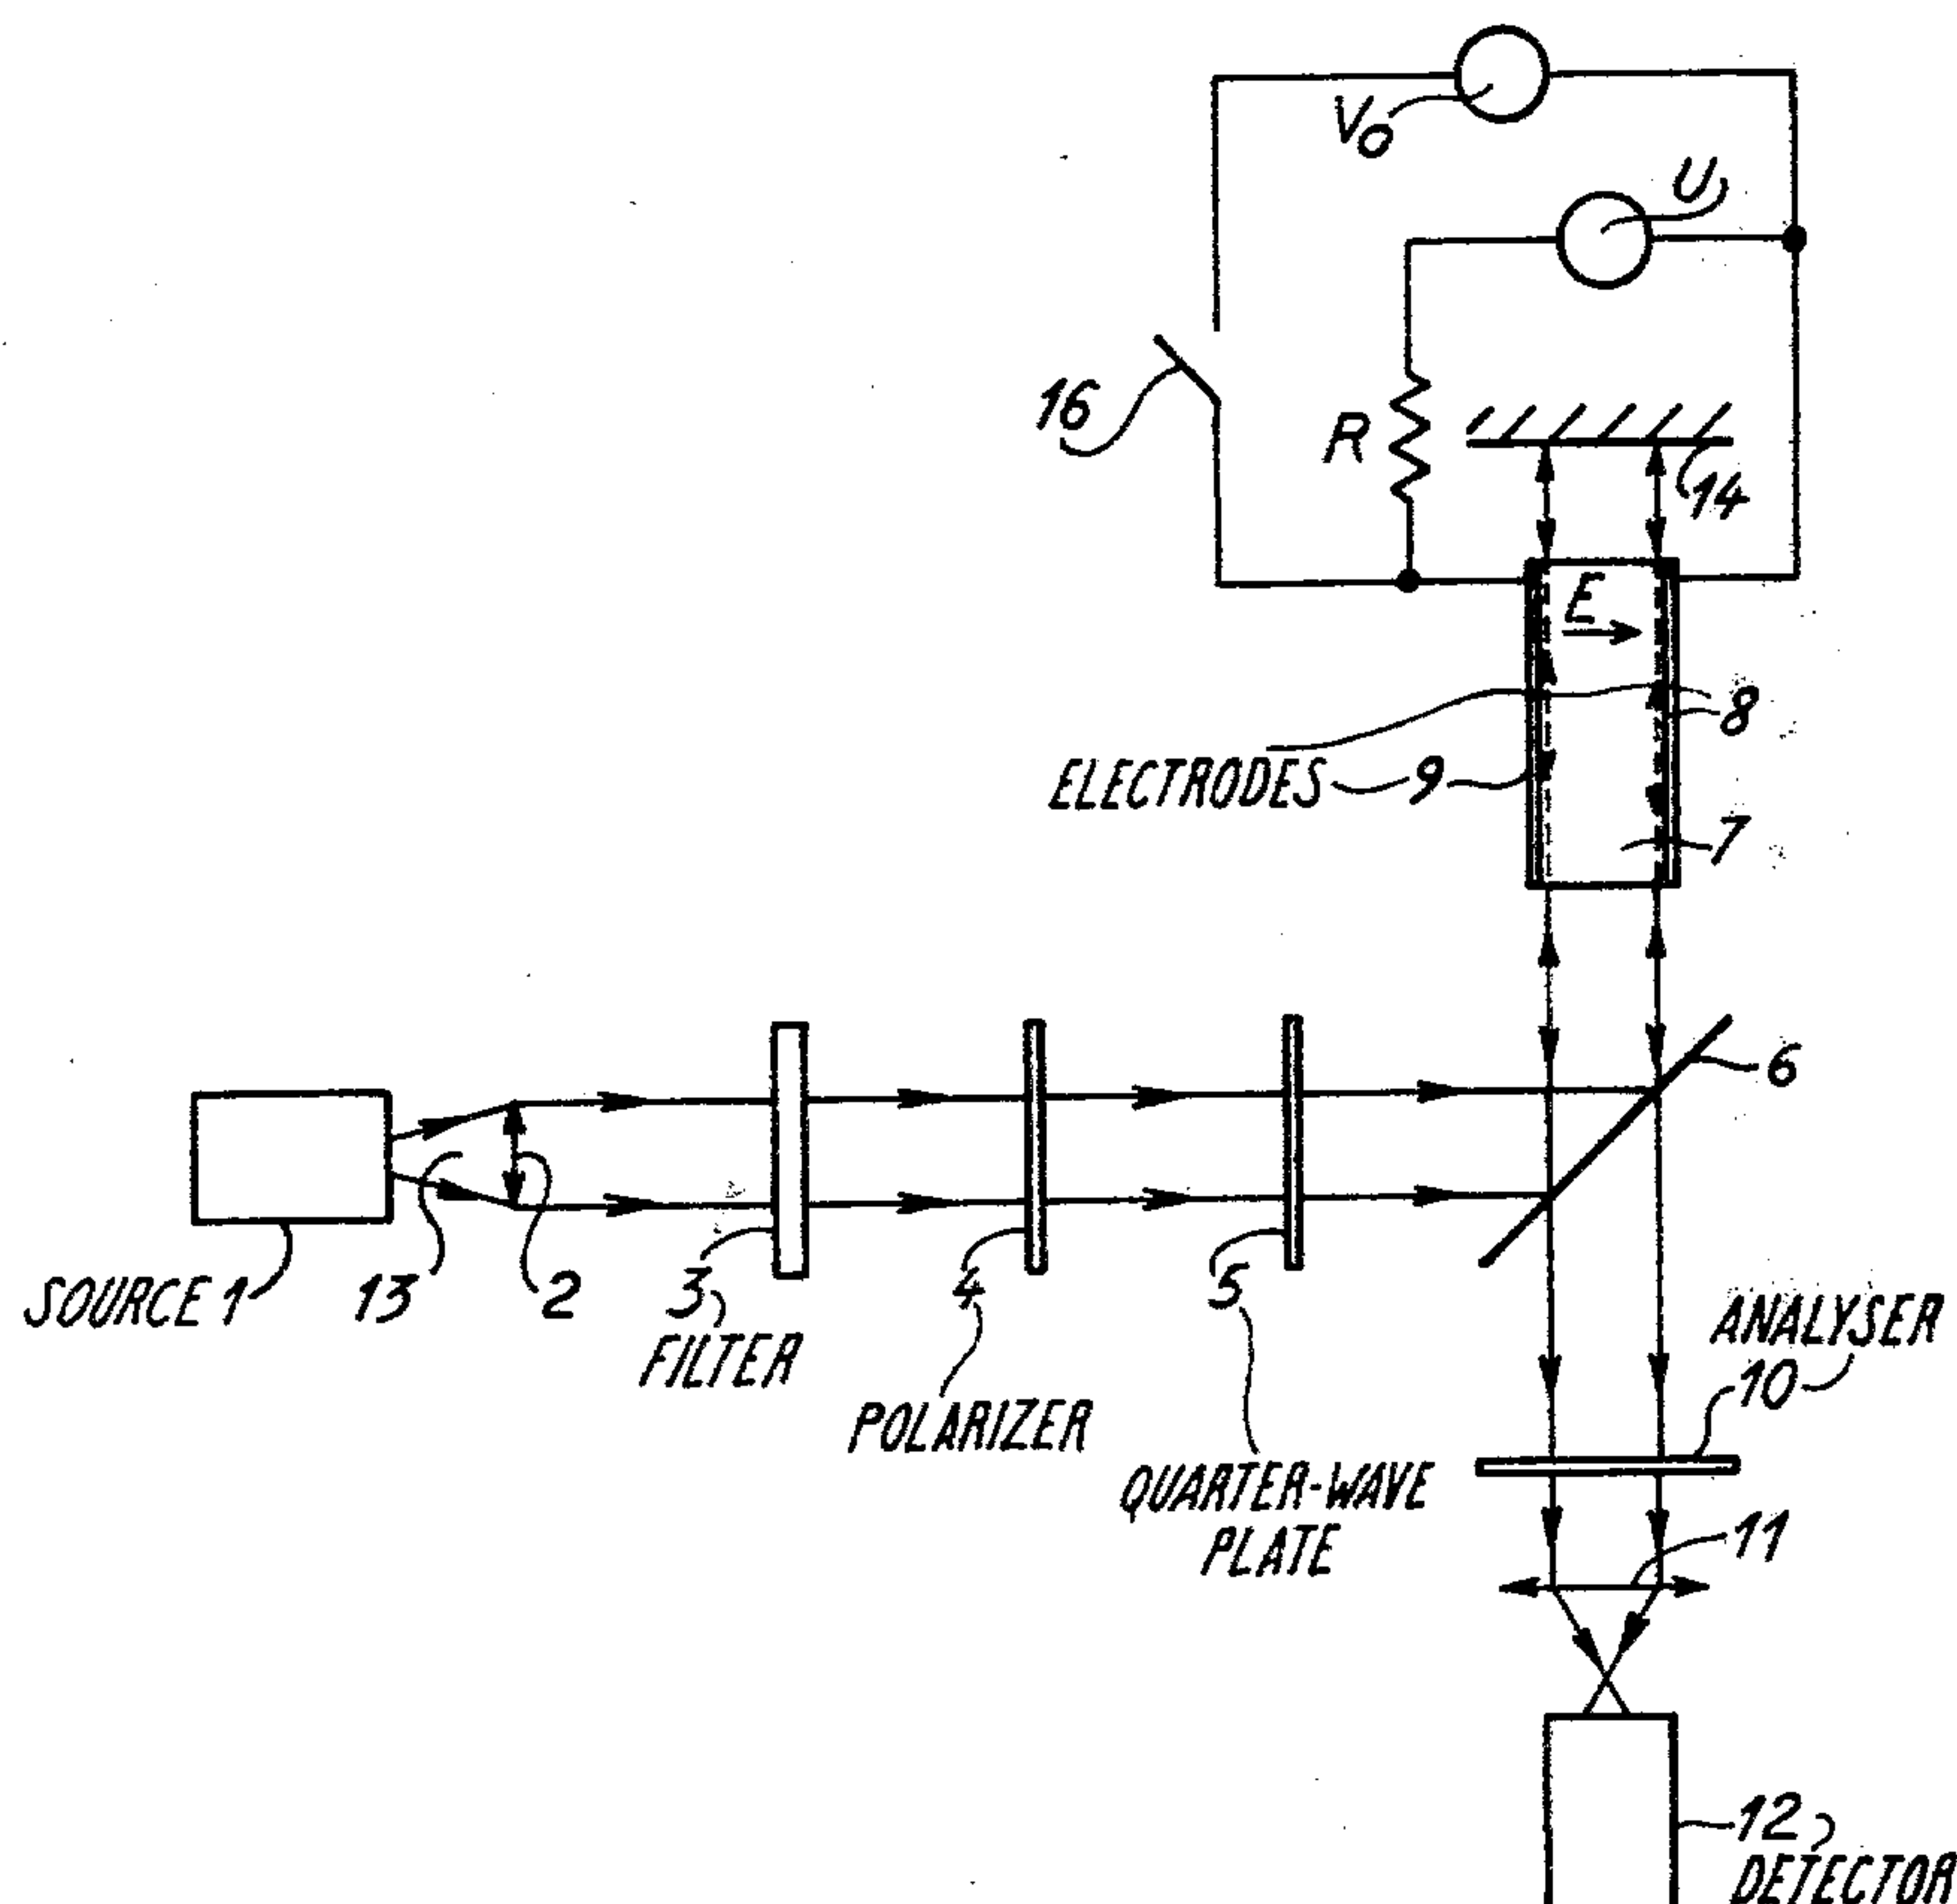 V0
U
16
R
14
E
8
ELECTRODES 9
7
6
SOURCE 1
13
2
3
FILTER
4
POLARIZER
5
QUARTER-WAVE
PLATE
ANALYSER
10
11
12
DETECTOR